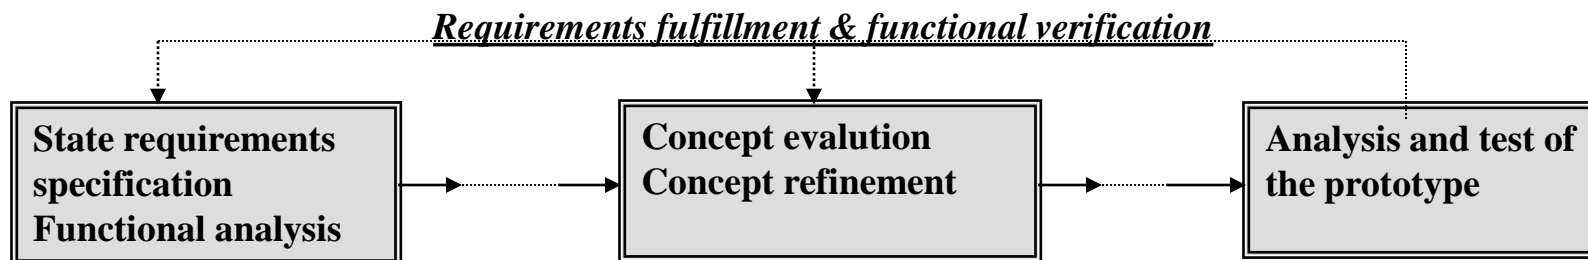 Requirements fulfillment & functional verification
State requirements
specification
Functional analysis
Concept evalution
Concept refinement
Analysis and test of
the prototype